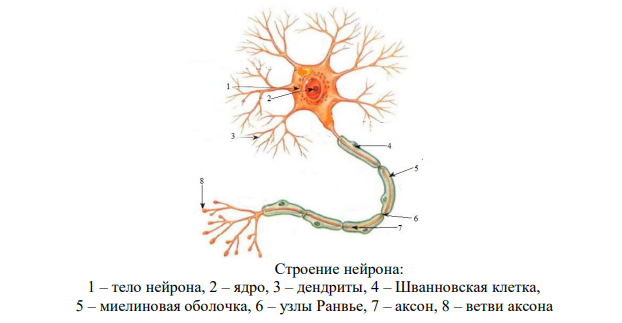 1
2
3
4
5
6
7
8
Строение нейрона:
1 – тело нейрона, 2 – ядро, 3 – дендриты, 4 – Шванновская клетка,
5 – миелиновая оболочка, 6 – узлы Ранвье, 7 – аксон, 8 – ветви аксона